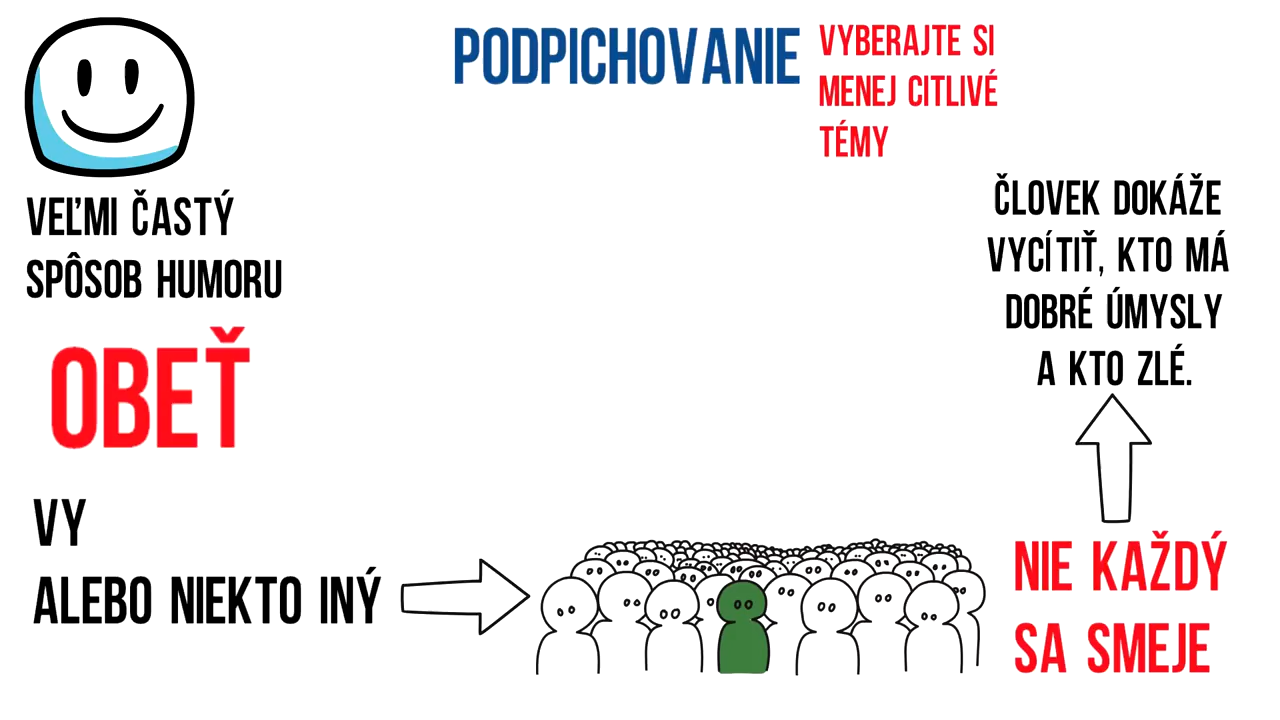 PODPICHOVANIE
VYBERAJTE SI
MENEJ CITLIVÉ
TÉMY
VEĽMI ČASTÝ
SPÔSOB HUMORU
OBEŤ
VY
ALEBO NIEKTO INÝ
ČLOVEK DOKÁŽE
VYCÍTIŤ, KTO MÁ
DOBRÉ ÚMYSLY
A KTO ZLÉ.
NIE KAŽDÝ
SA SMEJE